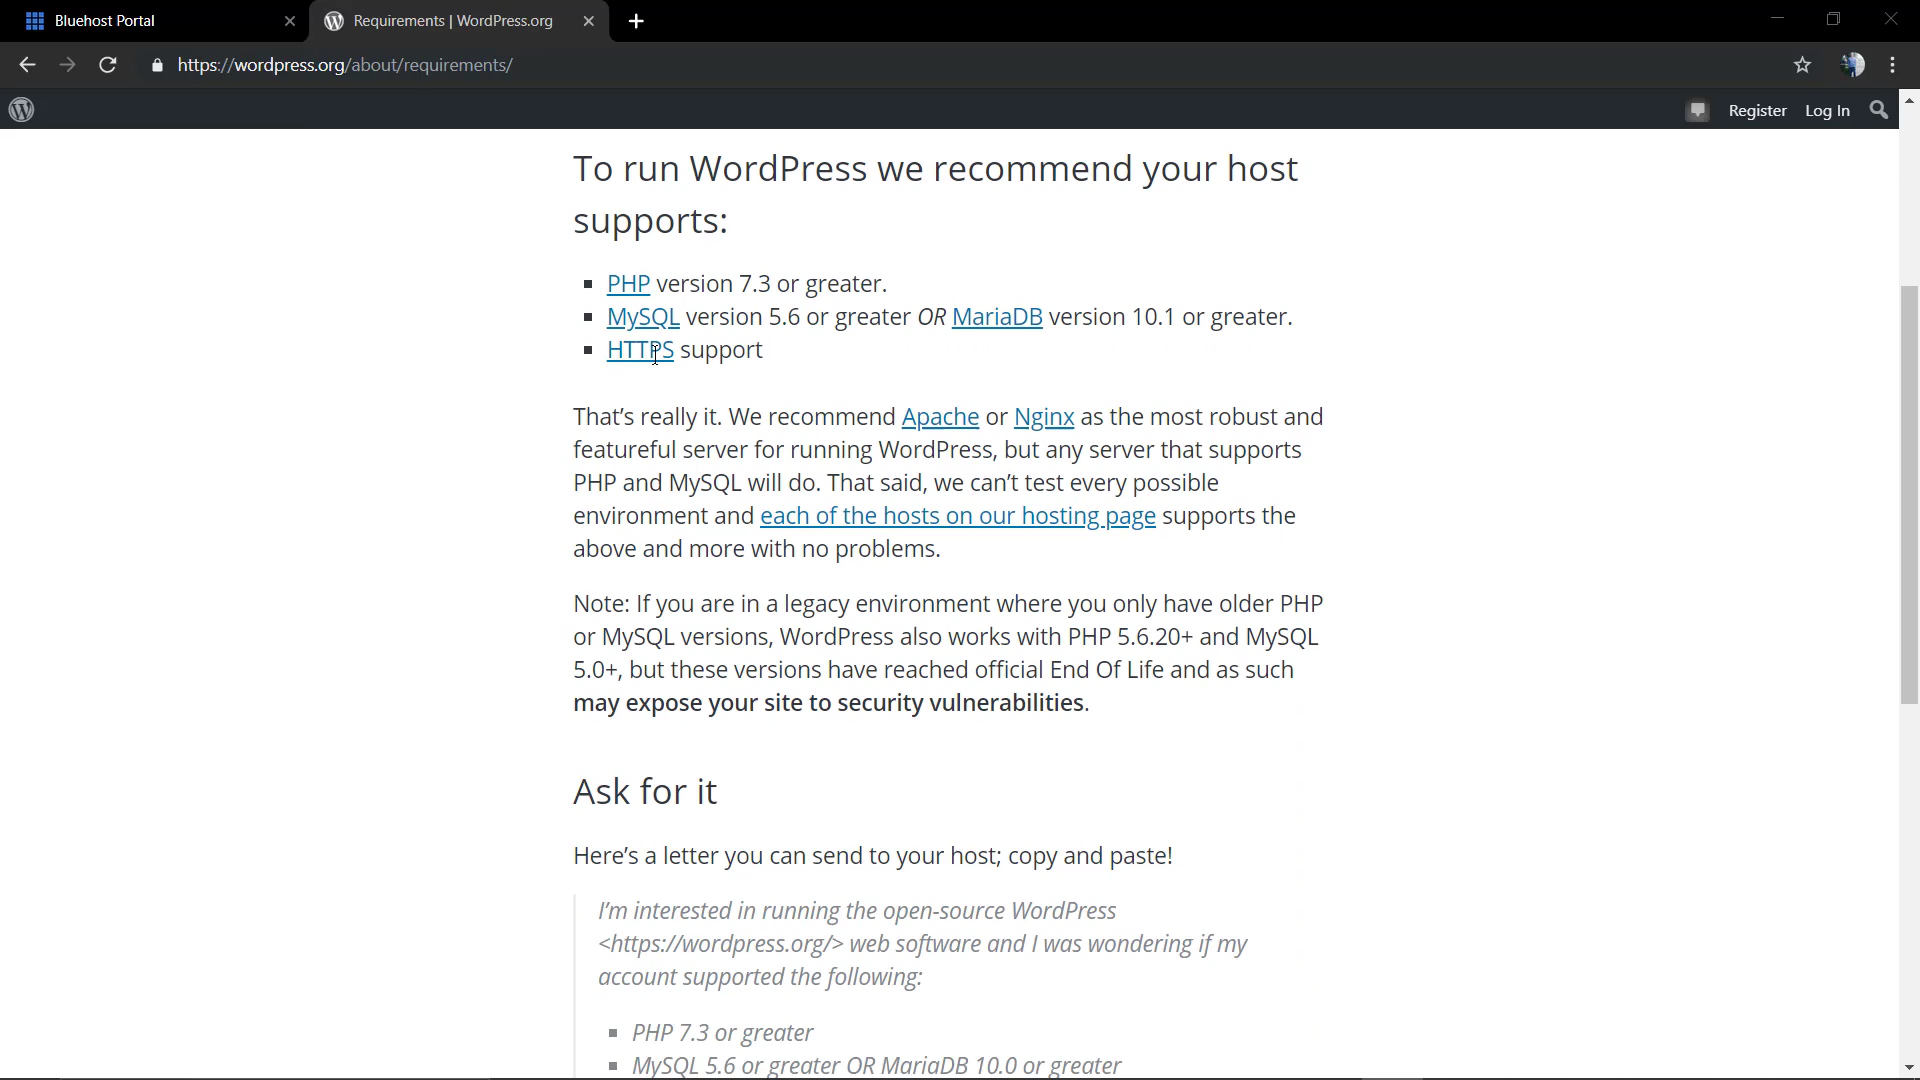 Bluehost Portal
Requirements | WordPress.org
https://wordpress.org/about/requirements/
Register Log In
To run WordPress we recommend your host
supports:
PHP version 7.3 or greater.
MySQL version 5.6 or greater OR MariaDB version 10.1 or greater.
HTTPS support
That's really it. We recommend Apache or Nginx as the most robust and
featureful server for running WordPress, but any server that supports
PHP and MySQL will do. That said, we can't test every possible
environment and each of the hosts on our hosting page supports the
above and more with no problems.
Note: If you are in a legacy environment where you only have older PHP
or MySQL versions, WordPress also works with PHP 5.6.20+ and MySQL
5.0+, but these versions have reached official End Of Life and as such
may expose your site to security vulnerabilities.
Ask for it
Here's a letter you can send to your host; copy and paste!
I'm interested in running the open-source WordPress
<https://wordpress.org/> web software and I was wondering if my
account supported the following:
PHP 7.3 or greater
MySQL 5.6 or greater OR MariaDB 10.0 or greater